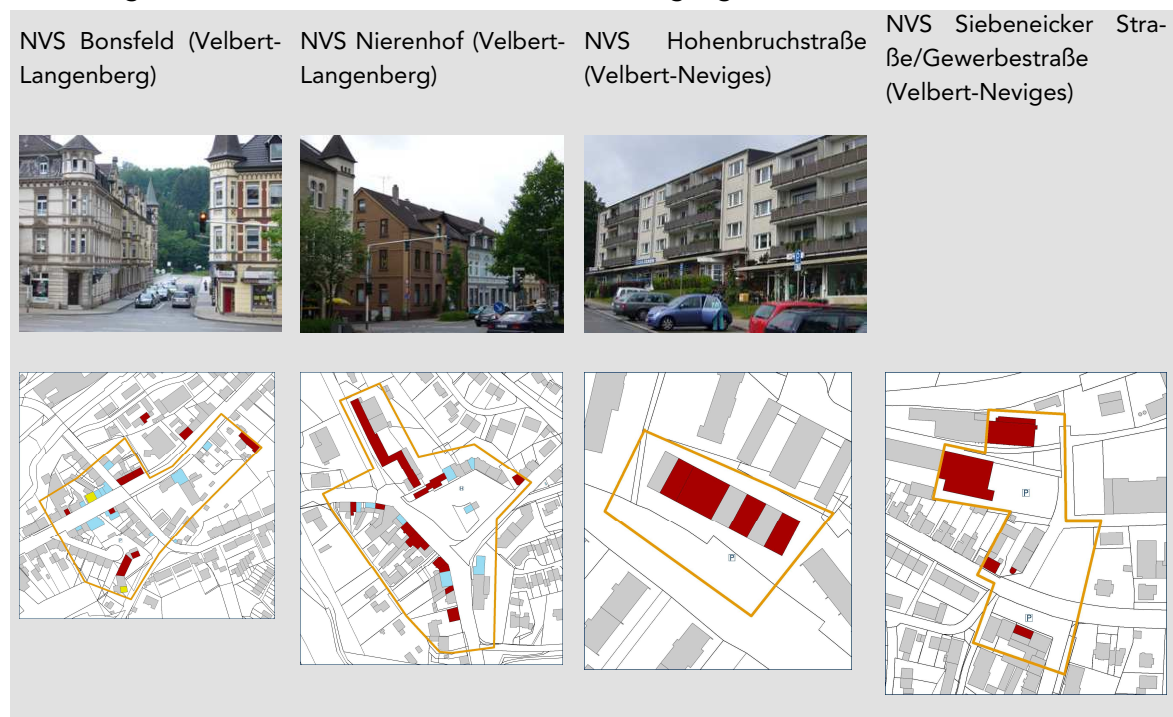 NVS Bonsfeld (Velbert-
Langenberg)
NVS Nierenhof (Velbert-
Langenberg)
NVS Hohenbruchstraße
(Velbert-Neviges)
NVS Siebeneicker Stra-
ße/Gewerbestraße
(Velbert-Neviges)
H
P
P
P